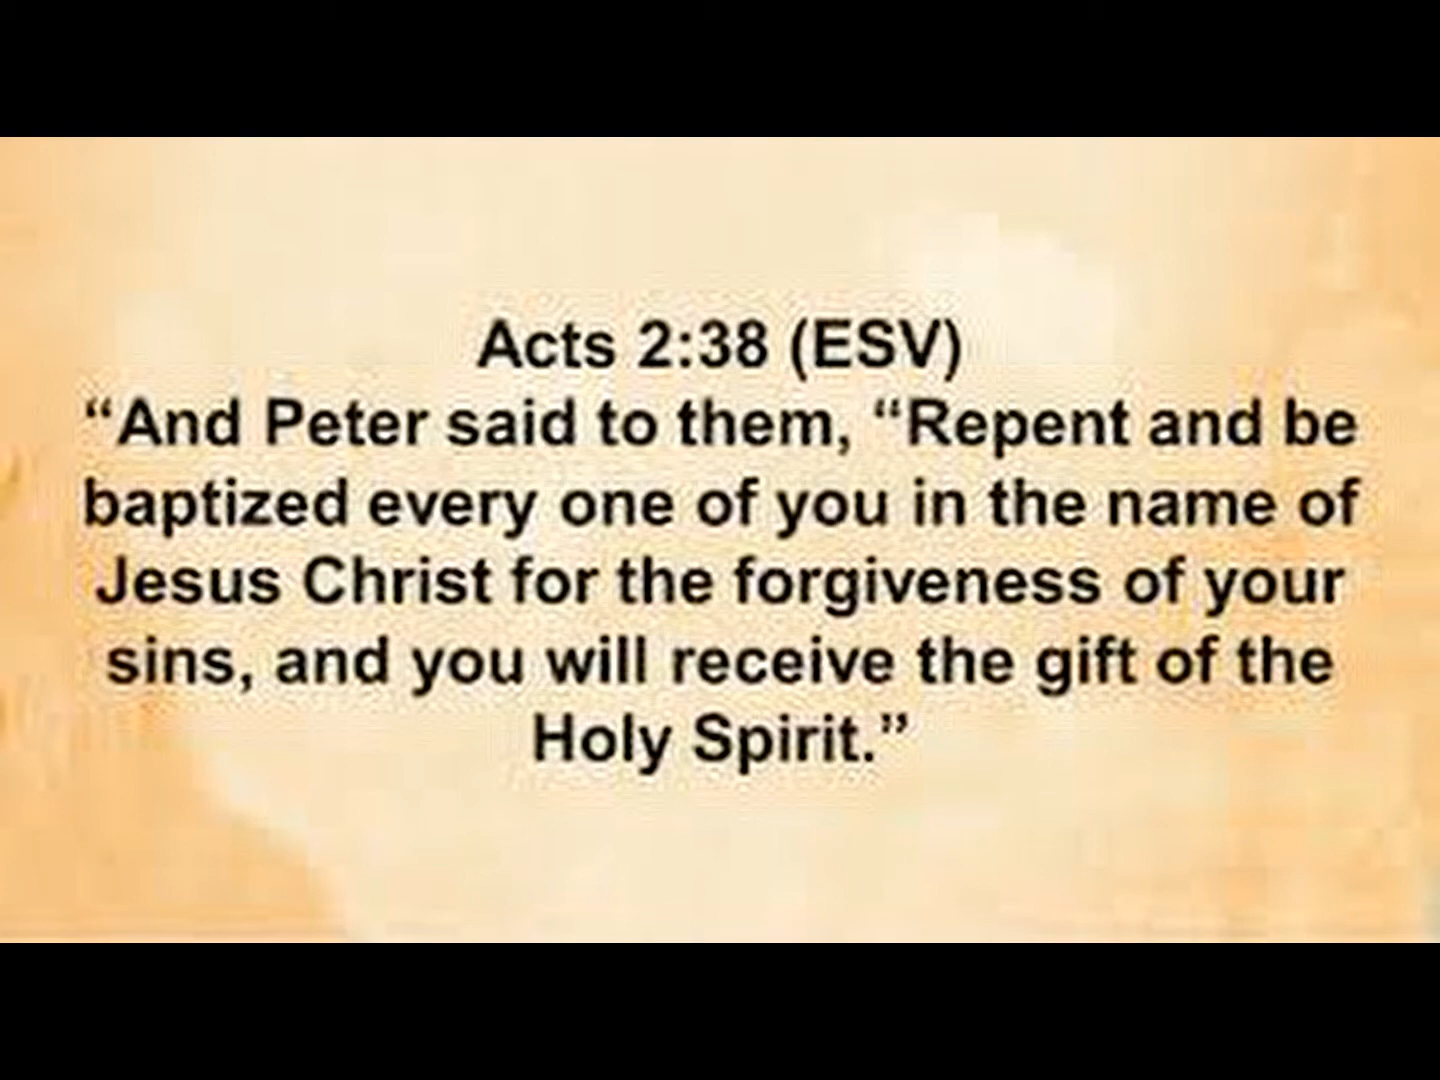 Acts 2:38 (ESV)
“And Peter said to them, “Repent and be
baptized every one of you in the name of
Jesus Christ for the forgiveness of your
sins, and you will receive the gift of the
Holy Spirit.”